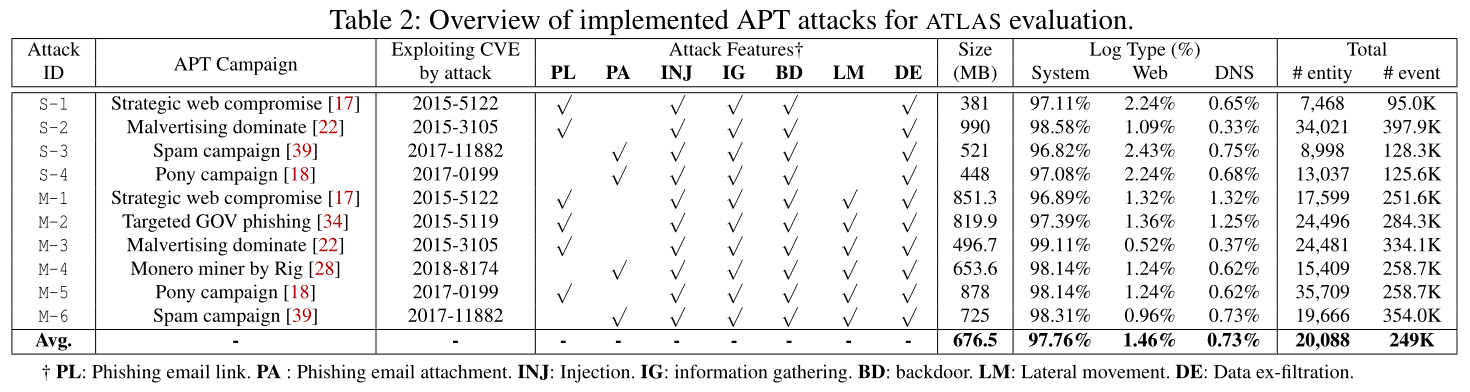 Table 2: Overview of implemented APT attacks for ATLAS evaluation.
Attack ID | APT Campaign | Exploiting CVE by attack | Attack Features† | Size (MB) | Log Type (%) | Total
PL PA INJ IG BD LM DE | System Web DNS | # entity # event
S-1 Strategic web compromise [17] 2015-5122 √ √ √ √ √ 381 97.11% 2.24% 0.65% 7,468 95.0K
S-2 Malvertising dominate [22] 2015-3105 √ √ √ √ √ 990 98.58% 1.09% 0.33% 34,021 397.9K
S-3 Spam campaign [39] 2017-11882 √ √ √ √ √ 521 96.82% 2.43% 0.75% 8,998 128.3K
S-4 Pony campaign [18] 2017-0199 √ √ √ √ √ 448 97.08% 2.24% 0.68% 13,037 125.6K
M-1 Strategic web compromise [17] 2015-5122 √ √ √ √ √ √ 851.3 96.89% 1.32% 1.32% 17,599 251.6K
M-2 Targeted GOV phishing [34] 2015-5119 √ √ √ √ √ √ 819.9 97.39% 1.36% 1.25% 24,496 284.3K
M-3 Malvertising dominate [22] 2015-3105 √ √ √ √ √ √ 496.7 99.11% 0.52% 0.37% 24,481 334.1K
M-4 Monero miner by Rig [28] 2018-8174 √ √ √ √ √ √ 653.6 98.14% 1.24% 0.62% 15,409 258.7K
M-5 Pony campaign [18] 2017-0199 √ √ √ √ √ √ 878 98.14% 1.24% 0.62% 35,709 258.7K
M-6 Spam campaign [39] 2017-11882 √ √ √ √ √ √ 725 98.31% 0.96% 0.73% 19,666 354.0K
Avg. - - - - - - - - - 676.5 97.76% 1.46% 0.73% 20,088 249K
† PL: Phishing email link. PA : Phishing email attachment. INJ: Injection. IG: information gathering. BD: backdoor. LM: Lateral movement. DE: Data ex-filtration.